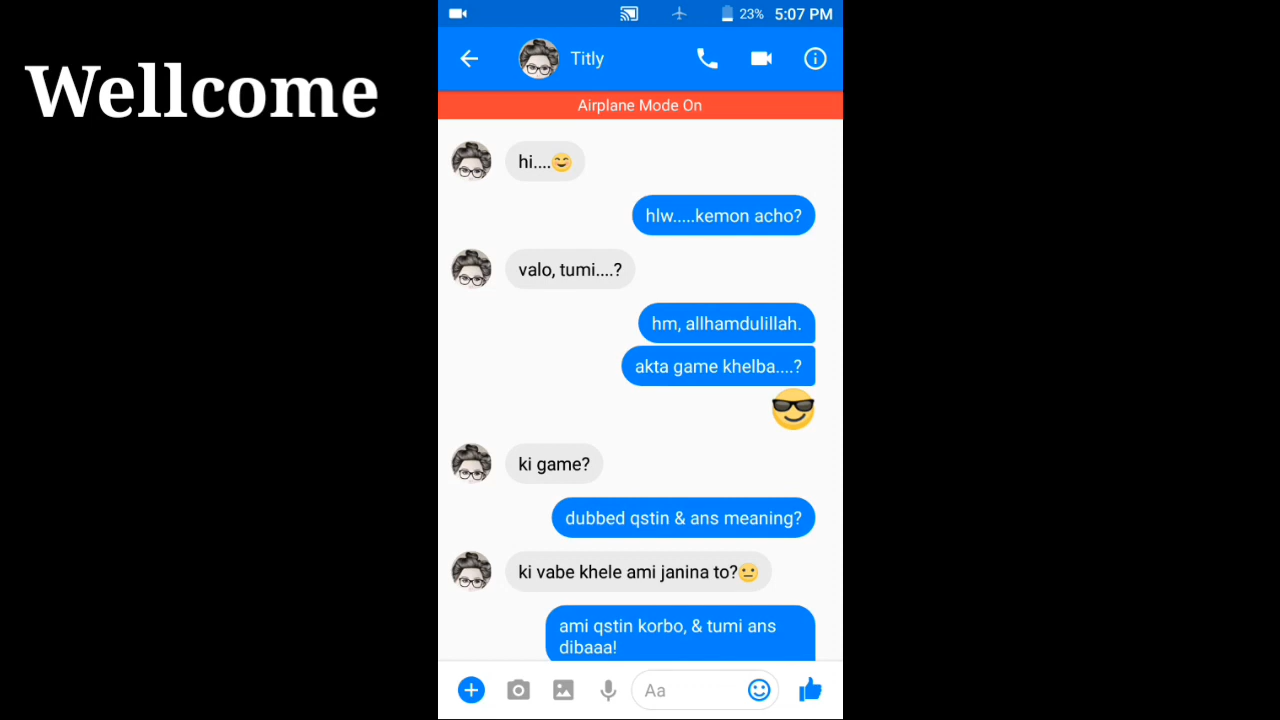 Wellcome
23% 5:07 PM
Titly
Airplane Mode On
hi....😊
hlw.....kemon acho?
valo, tumi....?
hm, allhamdulillah.
akta game khelba....?
😎
ki game?
dubbed qstin & ans meaning?
ki vabe khele ami janina to?😐
ami qstin korbo, & tumi ans
dibaaa!
Aa